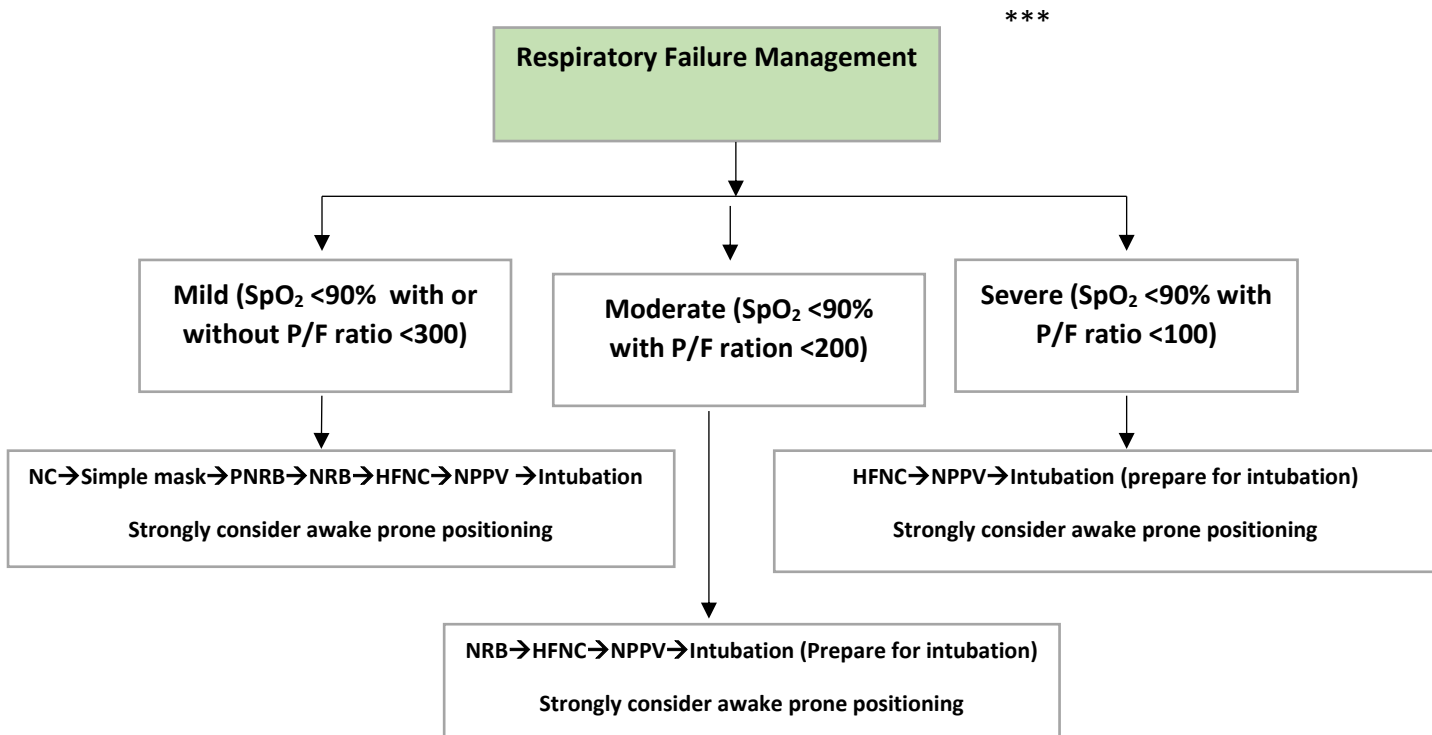 ***
Respiratory Failure Management
Mild (SpO₂ <90%  with or
without P/F ratio <300)
Moderate (SpO₂ <90%
with P/F ration <200)
Severe (SpO₂ <90% with
P/F ratio <100)
NC→Simple mask→PNRB→NRB→HFNC→NPPV →Intubation
Strongly consider awake prone positioning
HFNC→NPPV→Intubation (prepare for intubation)
Strongly consider awake prone positioning
NRB→HFNC→NPPV→Intubation (Prepare for intubation)
Strongly consider awake prone positioning